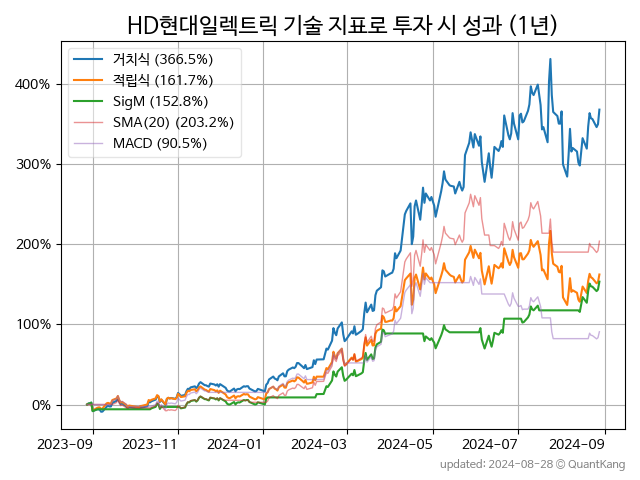 HD현대일렉트릭 기술 지표로 투자 시 성과 (1년)
거치식 (366.5%)
적립식 (161.7%)
SigM (152.8%)
SMA(20) (203.2%)
MACD (90.5%)
400%
300%
200%
100%
0%
2023-09 2023-11 2024-01 2024-03 2024-05 2024-07 2024-09
updated: 2024-08-28 © QuantKang